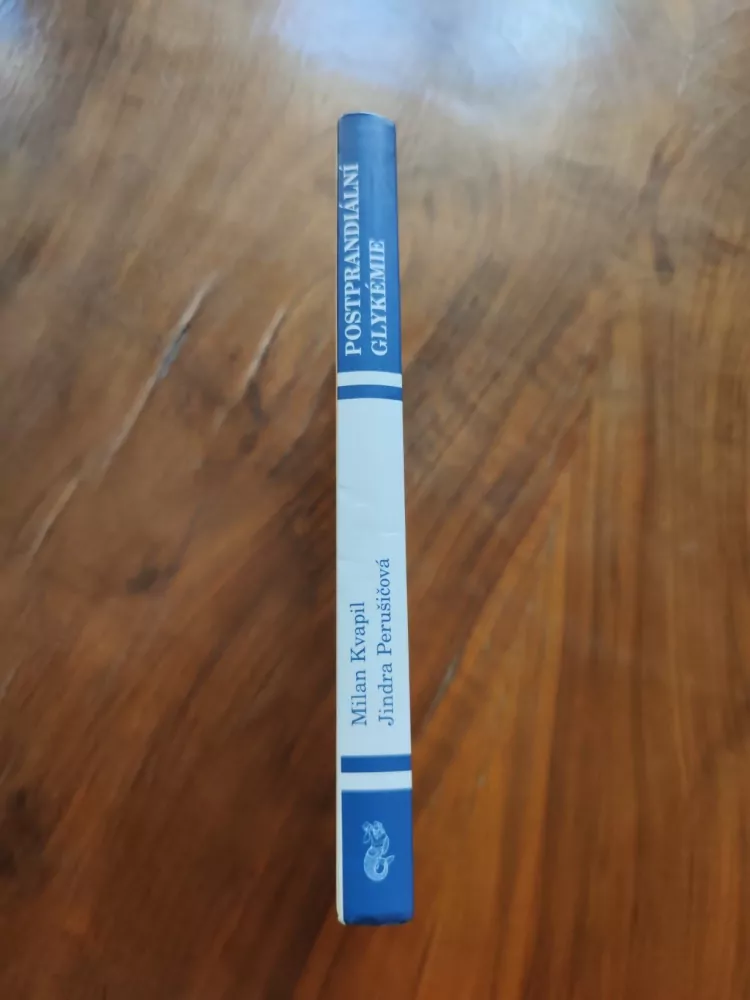 POSTPRANDIÁLNÍ
GLYKÉMIE
Milan Kvapil
Jindra Perušičová